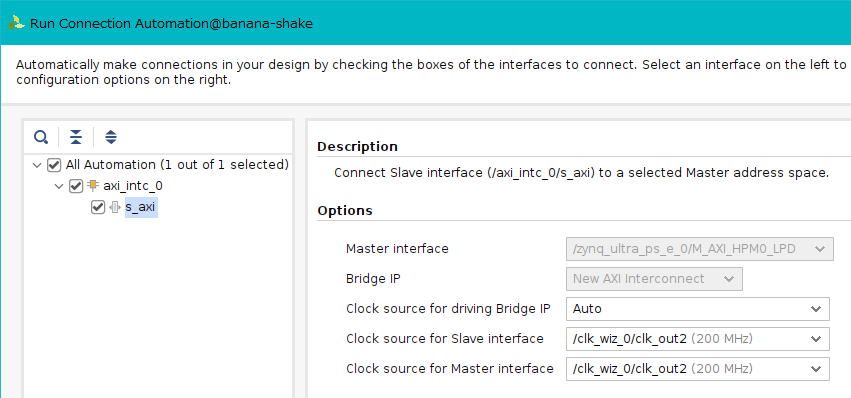 Run Connection Automation@banana-shake
Automatically make connections in your design by checking the boxes of the interfaces to connect. Select an interface on the left to
configuration options on the right.
All Automation (1 out of 1 selected)
axi_intc_0
s_axi
Description
Connect Slave interface (/axi_intc_0/s_axi) to a selected Master address space.
Options
Master interface /zynq_ultra_ps_e_0/M_AXI_HPM0_LPD
Bridge IP New AXI Interconnect
Clock source for driving Bridge IP Auto
Clock source for Slave interface /clk_wiz_0/clk_out2 (200 MHz)
Clock source for Master interface /clk_wiz_0/clk_out2 (200 MHz)